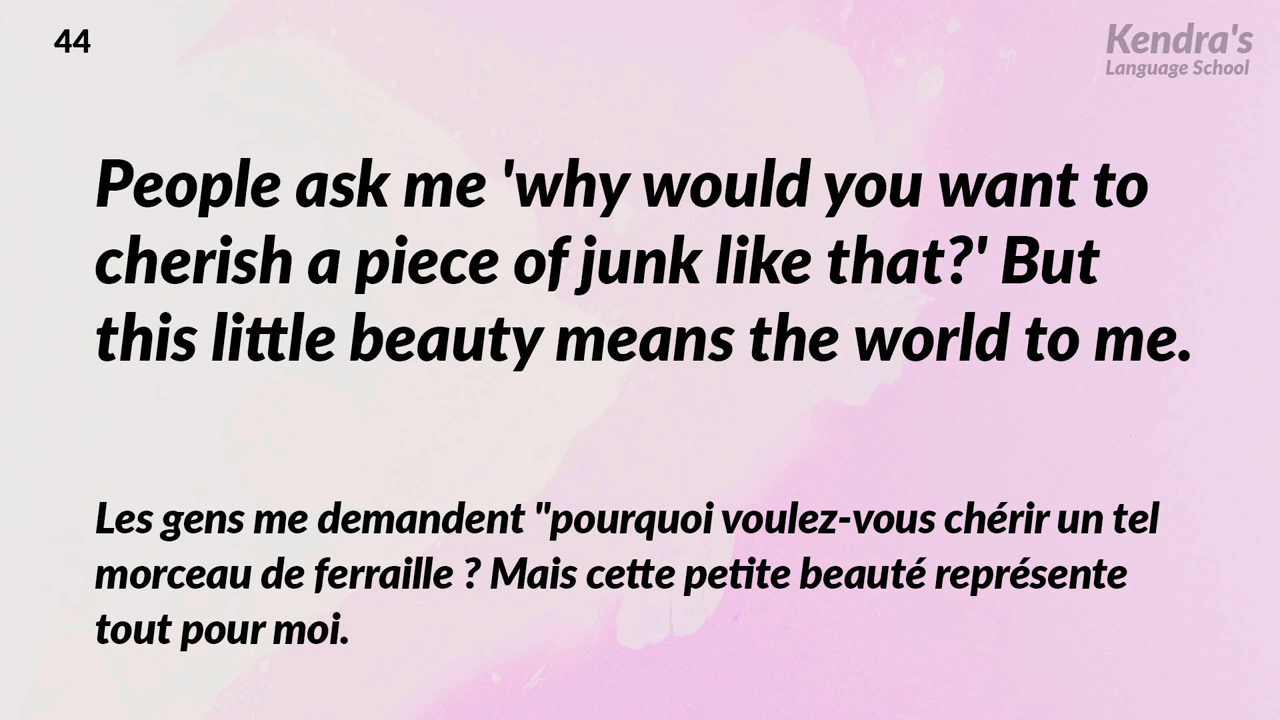 44
Kendra's
Language School
People ask me 'why would you want to
cherish a piece of junk like that?' But
this little beauty means the world to me.
Les gens me demandent "pourquoi voulez-vous chérir un tel
morceau de ferraille ? Mais cette petite beauté représente
tout pour moi.